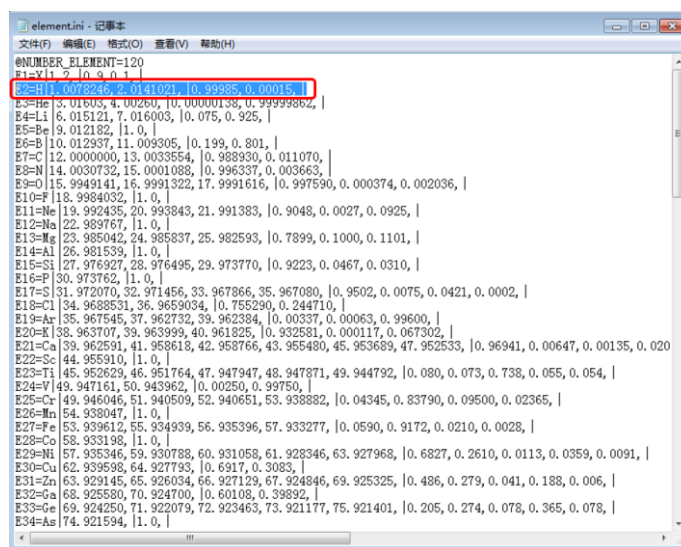 element.ini - 记事本
文件(F) 编辑(E) 格式(O) 查看(V) 帮助(H)
@NUMBER_ELEMENT=120
E1=X|1,2,|0.9,0.1,|
E2=H|1.0078246,2.0141021,|0.99985,0.00015,|
E3=He|3.01603,4.00260,|0.00000138,0.99999862,|
E4=Li|6.015121,7.016003,|0.075,0.925,|
E5=Be|9.012182,|1.0,|
E6=B|10.012937,11.009305,|0.199,0.801,|
E7=C|12.0000000,13.0033554,|0.988930,0.011070,|
E8=N|14.0030732,15.0001088,|0.996337,0.003663,|
E9=O|15.9949141,16.9991322,17.9991616,|0.997590,0.000374,0.002036,|
E10=F|18.9984032,|1.0,|
E11=Ne|19.992435,20.993843,21.991383,|0.9048,0.0027,0.0925,|
E12=Na|22.989767,|1.0,|
E13=Mg|23.985042,24.985837,25.982593,|0.7899,0.1000,0.1101,|
E14=Al|26.981539,|1.0,|
E15=Si|27.976927,28.976495,29.973770,|0.9223,0.0467,0.0310,|
E16=P|30.973762,|1.0,|
E17=S|31.972070,32.971456,33.967866,35.967080,|0.9502,0.0075,0.0421,0.0002,|
E18=Cl|34.9688531,36.9659034,|0.755290,0.244710,|
E19=Ar|35.967545,37.962732,39.962384,|0.00337,0.00063,0.99600,|
E20=K|38.963707,39.963999,40.961825,|0.932581,0.000117,0.067302,|
E21=Ca|39.962591,41.958618,42.958766,43.955480,45.953689,47.952533,|0.96941,0.00647,0.00135,0.020
E22=Sc|44.955910,|1.0,|
E23=Ti|45.952629,46.951764,47.947947,48.947871,49.944792,|0.080,0.073,0.738,0.055,0.054,|
E24=V|49.947161,50.943962,|0.00250,0.99750,|
E25=Cr|49.946046,51.940509,52.940651,53.938882,|0.04345,0.83790,0.09500,0.02365,|
E26=Mn|54.938047,|1.0,|
E27=Fe|53.939612,55.934939,56.935396,57.933277,|0.0590,0.9172,0.0210,0.0028,|
E28=Co|58.933198,|1.0,|
E29=Ni|57.935346,59.930788,60.931058,61.928346,63.927968,|0.6827,0.2610,0.0113,0.0359,0.0091,|
E30=Cu|62.939598,64.927793,|0.6917,0.3083,|
E31=Zn|63.929145,65.926034,66.927129,67.924846,69.925325,|0.486,0.279,0.041,0.188,0.006,|
E32=Ga|68.925580,70.924700,|0.60108,0.39892,|
E33=Ge|69.924250,71.922079,72.923463,73.921177,75.921401,|0.205,0.274,0.078,0.365,0.078,|
E34=As|74.921594,|1.0,|